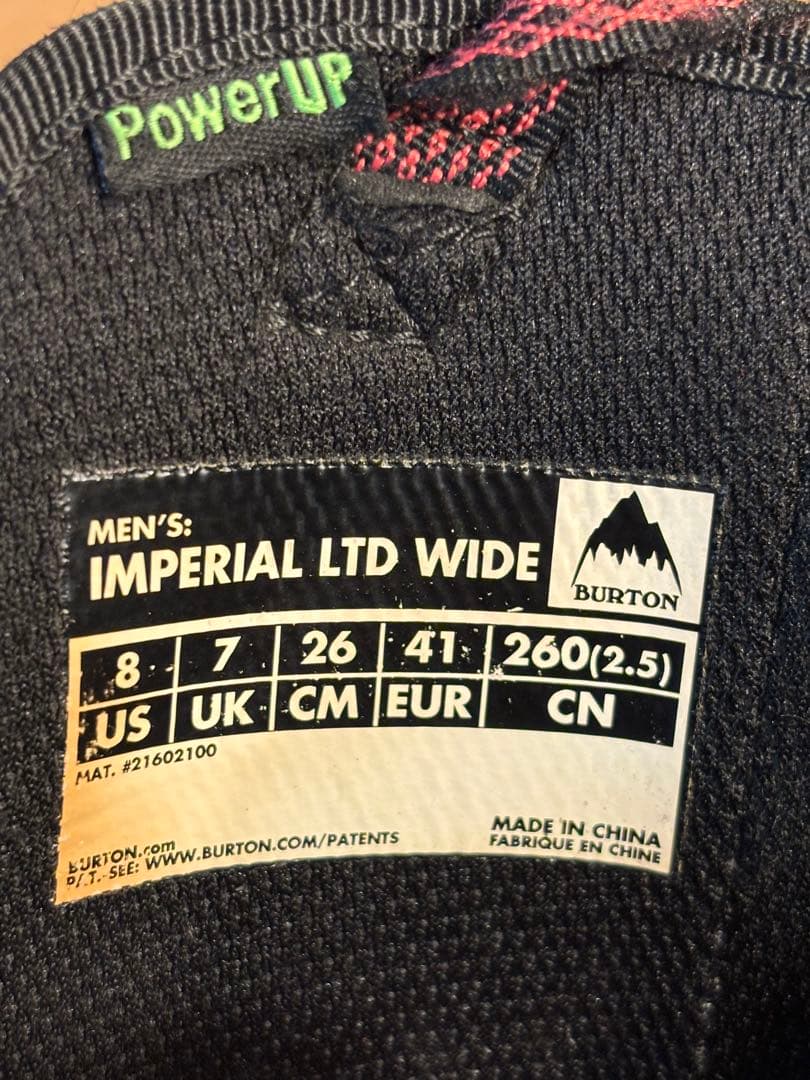 PowerUP
MEN'S:
IMPERIAL LTD WIDE
BURTON
8 7 26 41 260(2.5)
US UK CM EUR CN
MAT. #21602100
BURTON.com
P/T.-SEE: WWW.BURTON.COM/PATENTS
MADE IN CHINA
FABRIQUE EN CHINE